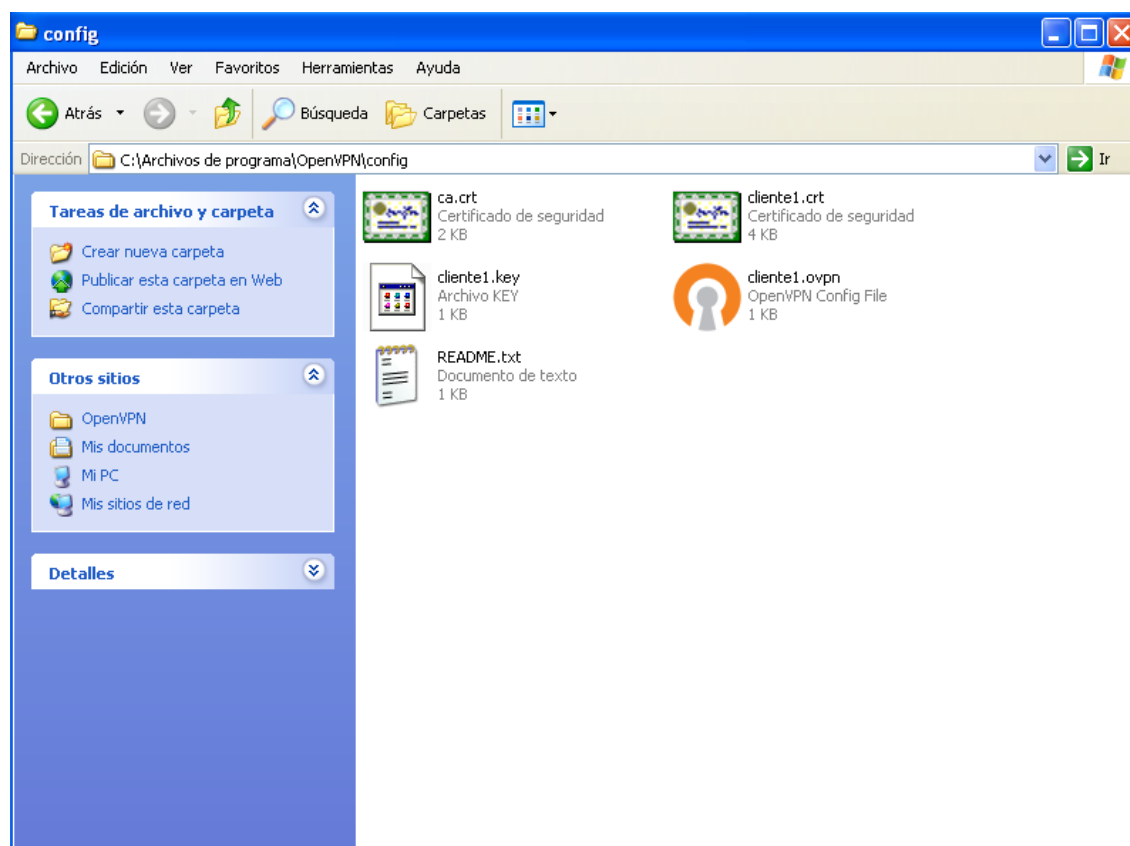 config
Archivo Edición Ver Favoritos Herramientas Ayuda
Atrás Búsqueda Carpetas
Dirección C:\Archivos de programa\OpenVPN\config Ir
Tareas de archivo y carpeta
Crear nueva carpeta
Publicar esta carpeta en Web
Compartir esta carpeta
Otros sitios
OpenVPN
Mis documentos
Mi PC
Mis sitios de red
Detalles
ca.crt
Certificado de seguridad
2 KB
cliente1.crt
Certificado de seguridad
4 KB
cliente1.key
Archivo KEY
1 KB
cliente1.ovpn
OpenVPN Config File
1 KB
README.txt
Documento de texto
1 KB